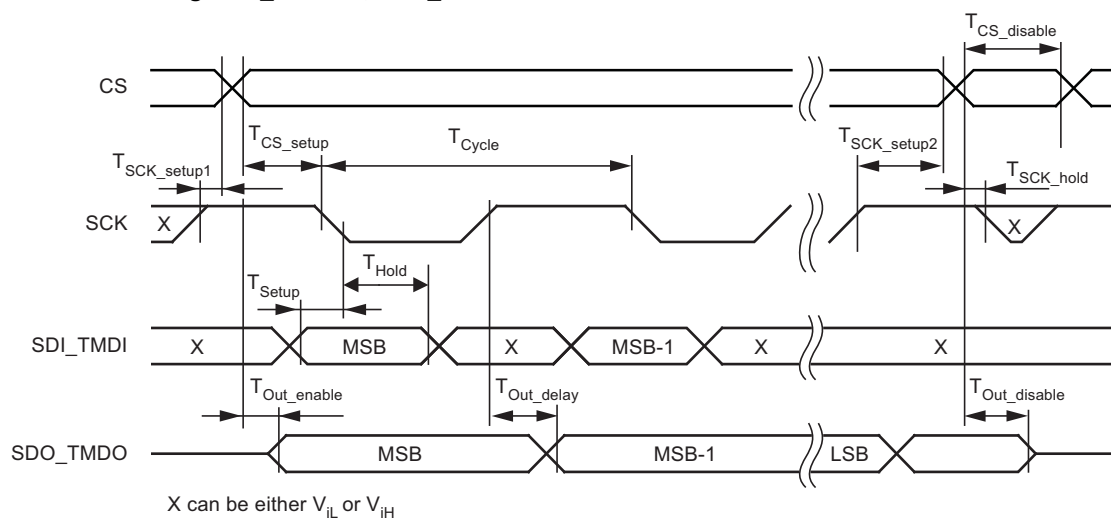 T_CS_disable
CS
T_CS_setup
T_Cycle
T_SCK_setup2
T_SCK_setup1
T_SCK_hold
SCK
X
X
T_Setup
T_Hold
SDI_TMDI
X
MSB
X
MSB-1
X
X
T_Out_enable
T_Out_delay
T_Out_disable
SDO_TMDO
MSB
MSB-1
LSB
X can be either V_iL or V_iH